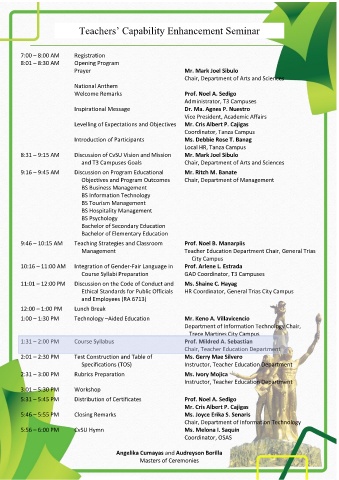 Teachers' Capability Enhancement Seminar
7:00 – 8:00 AM Registration
8:01 – 8:30 AM Opening Program
Prayer Mr. Mark Joel Sibulo
Chair, Department of Arts and Sciences
National Anthem
Welcome Remarks Prof. Noel A. Sedigo
Administrator, T3 Campuses
Inspirational Message Dr. Ma. Agnes P. Nuestro
Vice President, Academic Affairs
Levelling of Expectations and Objectives Mr. Cris Albert P. Cajigas
Coordinator, Tanza Campus
Introduction of Participants Ms. Debbie Rose T. Banag
Local HR, Tanza Campus
8:31 – 9:15 AM Discussion of CvSU Vision and Mission Mr. Mark Joel Sibulo
and T3 Campuses Goals Chair, Department of Arts and Sciences
9:16 – 9:45 AM Discussion on Program Educational Mr. Ritch M. Banate
Objectives and Program Outcomes Chair, Department of Management
BS Business Management
BS Information Technology
BS Tourism Management
BS Hospitality Management
BS Psychology
Bachelor of Secondary Education
Bachelor of Elementary Education
9:46 – 10:15 AM Teaching Strategies and Classroom Prof. Noel B. Manarpiis
Management Teacher Education Department Chair, General Trias
City Campus
10:16 – 11:00 AM Integration of Gender-Fair Language in Prof. Arlene L. Estrada
Course Syllabi Preparation GAD Coordinator, T3 Campuses
11:01 – 12:00 PM Discussion on the Code of Conduct and Ms. Shaine C. Hayag
Ethical Standards for Public Officials HR Coordinator, General Trias City Campus
and Employees (RA 6713)
12:00 – 1:00 PM Lunch Break
1:00 – 1:30 PM Technology –Aided Education Mr. Keno A. Villavicencio
Department of Information Technology Chair,
Trece Martires City Campus
1:31 – 2:00 PM Course Syllabus Prof. Mildred A. Sebastian
Chair, Teacher Education Department
2:01 – 2:30 PM Test Construction and Table of Ms. Gerry Mae Silvero
Specifications (TOS) Instructor, Teacher Education Department
2:31 – 3:00 PM Rubrics Preparation Ms. Ivory Mojica
Instructor, Teacher Education Department
3:01 – 5:30 PM Workshop
5:31 – 5:45 PM Distribution of Certificates Prof. Noel A. Sedigo
Mr. Cris Albert P. Cajigas
5:46 – 5:55 PM Closing Remarks Ms. Joyce Erika S. Senaris
Chair, Department of Information Technology
5:56 – 6:00 PM CvSU Hymn Ms. Melona I. Saquin
Coordinator, OSAS
Angelika Cumayas and Audreyson Borilla
Masters of Ceremonies